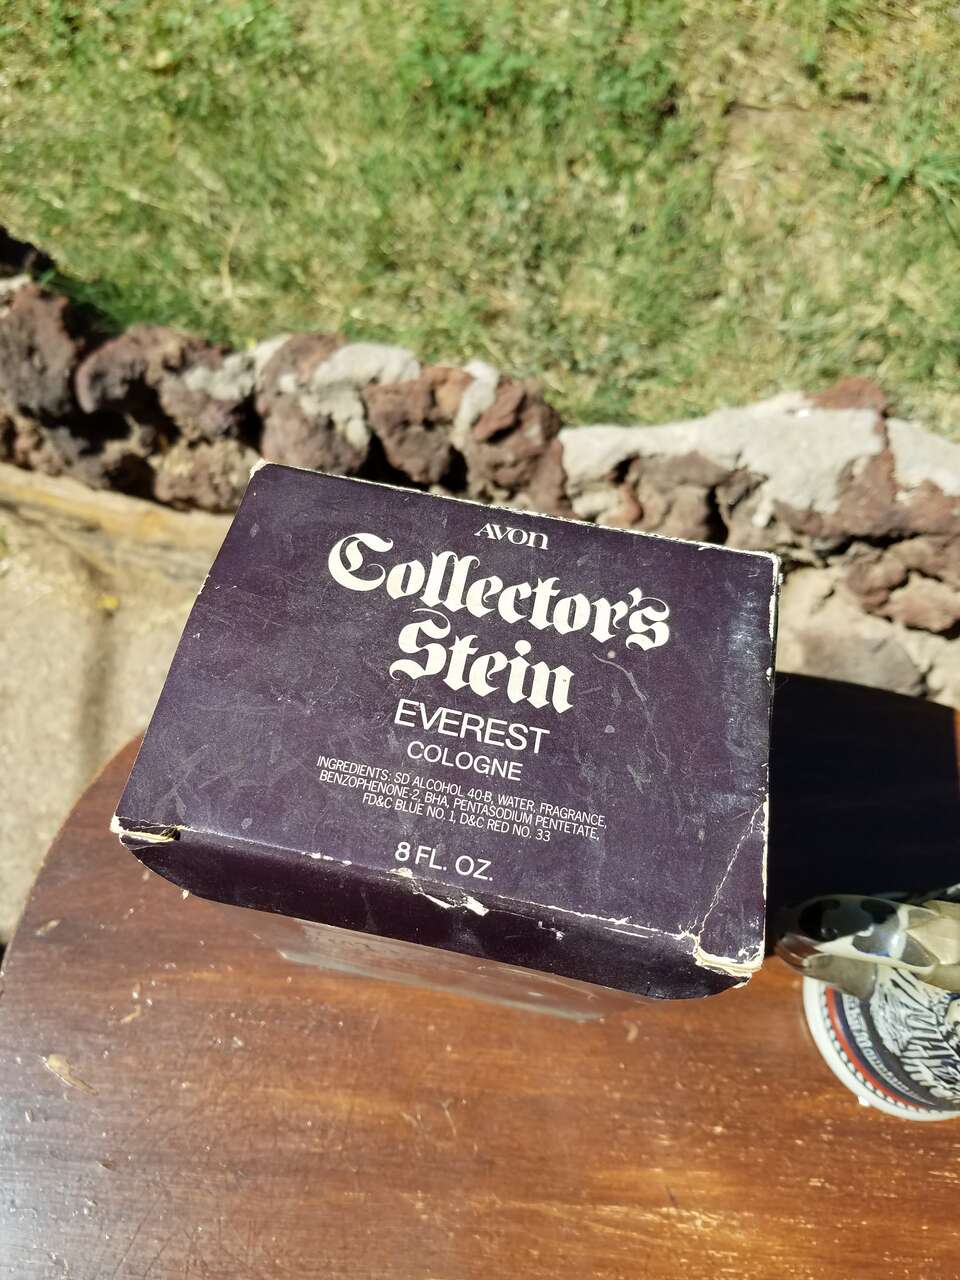 AVON
Collector's
Stein
EVEREST
COLOGNE
INGREDIENTS: SD ALCOHOL 40-B, WATER, FRAGRANCE,
BENZOPHENONE-2, BHA, PENTASODIUM PENTETATE,
FD&C BLUE NO. 1, D&C RED NO. 33
8 FL. OZ.